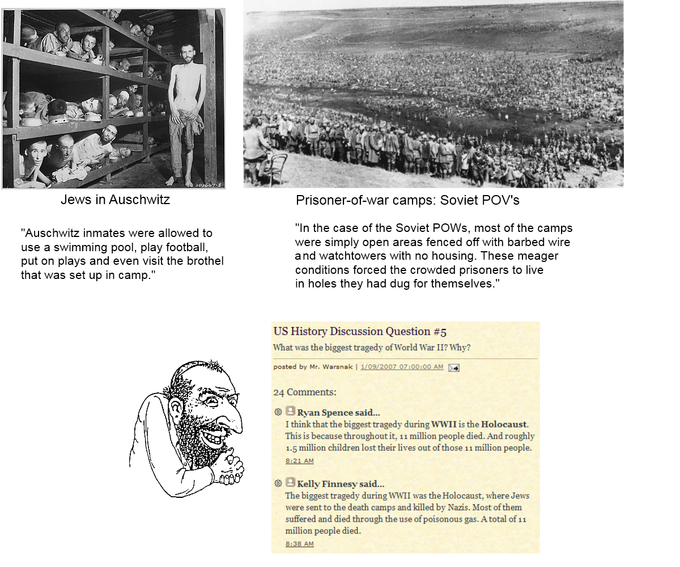 Jews in Auschwitz
Prisoner-of-war camps: Soviet POV's
"Auschwitz inmates were allowed to
use a swimming pool, play football,
put on plays and even visit the brothel
that was set up in camp."
"In the case of the Soviet POWs, most of the camps
were simply open areas fenced off with barbed wire
and watchtowers with no housing. These meager
conditions forced the crowded prisoners to live
in holes they had dug for themselves."
US History Discussion Question #5
What was the biggest tragedy of World War II? Why?
posted by Mr. Warsnak | 1/09/2007 07:00:00 AM
24 Comments:
Ryan Spence said...
I think that the biggest tragedy during WWII is the Holocaust.
This is because throughout it, 11 million people died. And roughly
1.5 million children lost their lives out of those 11 million people.
8:21 AM
Kelly Finnesy said...
The biggest tragedy during WWII was the Holocaust, where Jews
were sent to the death camps and killed by Nazis. Most of them
suffered and died through the use of poisonous gas. A total of 11
million people died.
8:38 AM